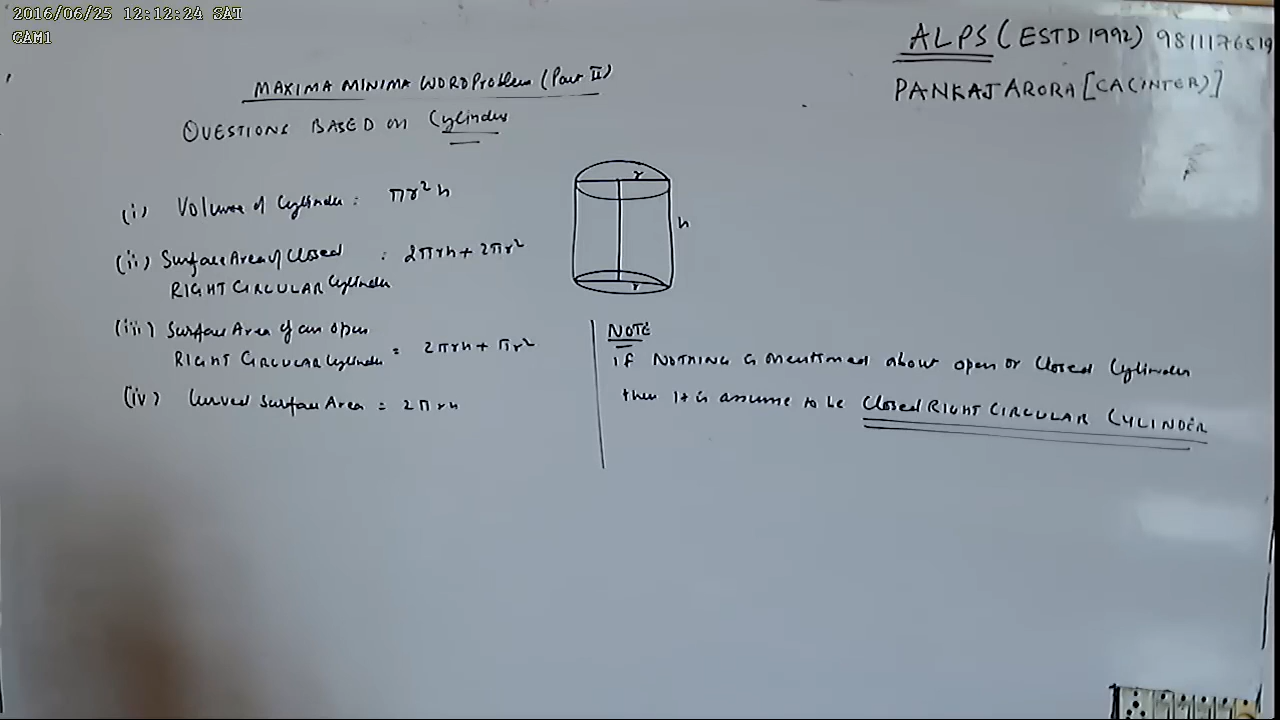 2016/06/25 12:12:24 SAT
CAM1
ALPS (ESTD 1992) 9811176519
PANKAJ ARORA [CA(INTER)]
MAXIMA MINIMA WORD Problem (Part II)
QUESTIONS BASED on Cylinder
(i) Volume of Cylinder : πr²h
(ii) Surface Area of Closed : 2πrh + 2πr²
RIGHT CIRCULAR Cylinder
(iii) Surface Area of an open
RIGHT CIRCULAR Cylinder = 2πrh + πr²
(iv) Curved Surface Area = 2πrh
r
h
r
NOTE
if NOTHING is mentioned about open or Closed Cylinder
then it is assume to be Closed RIGHT CIRCULAR CYLINDER